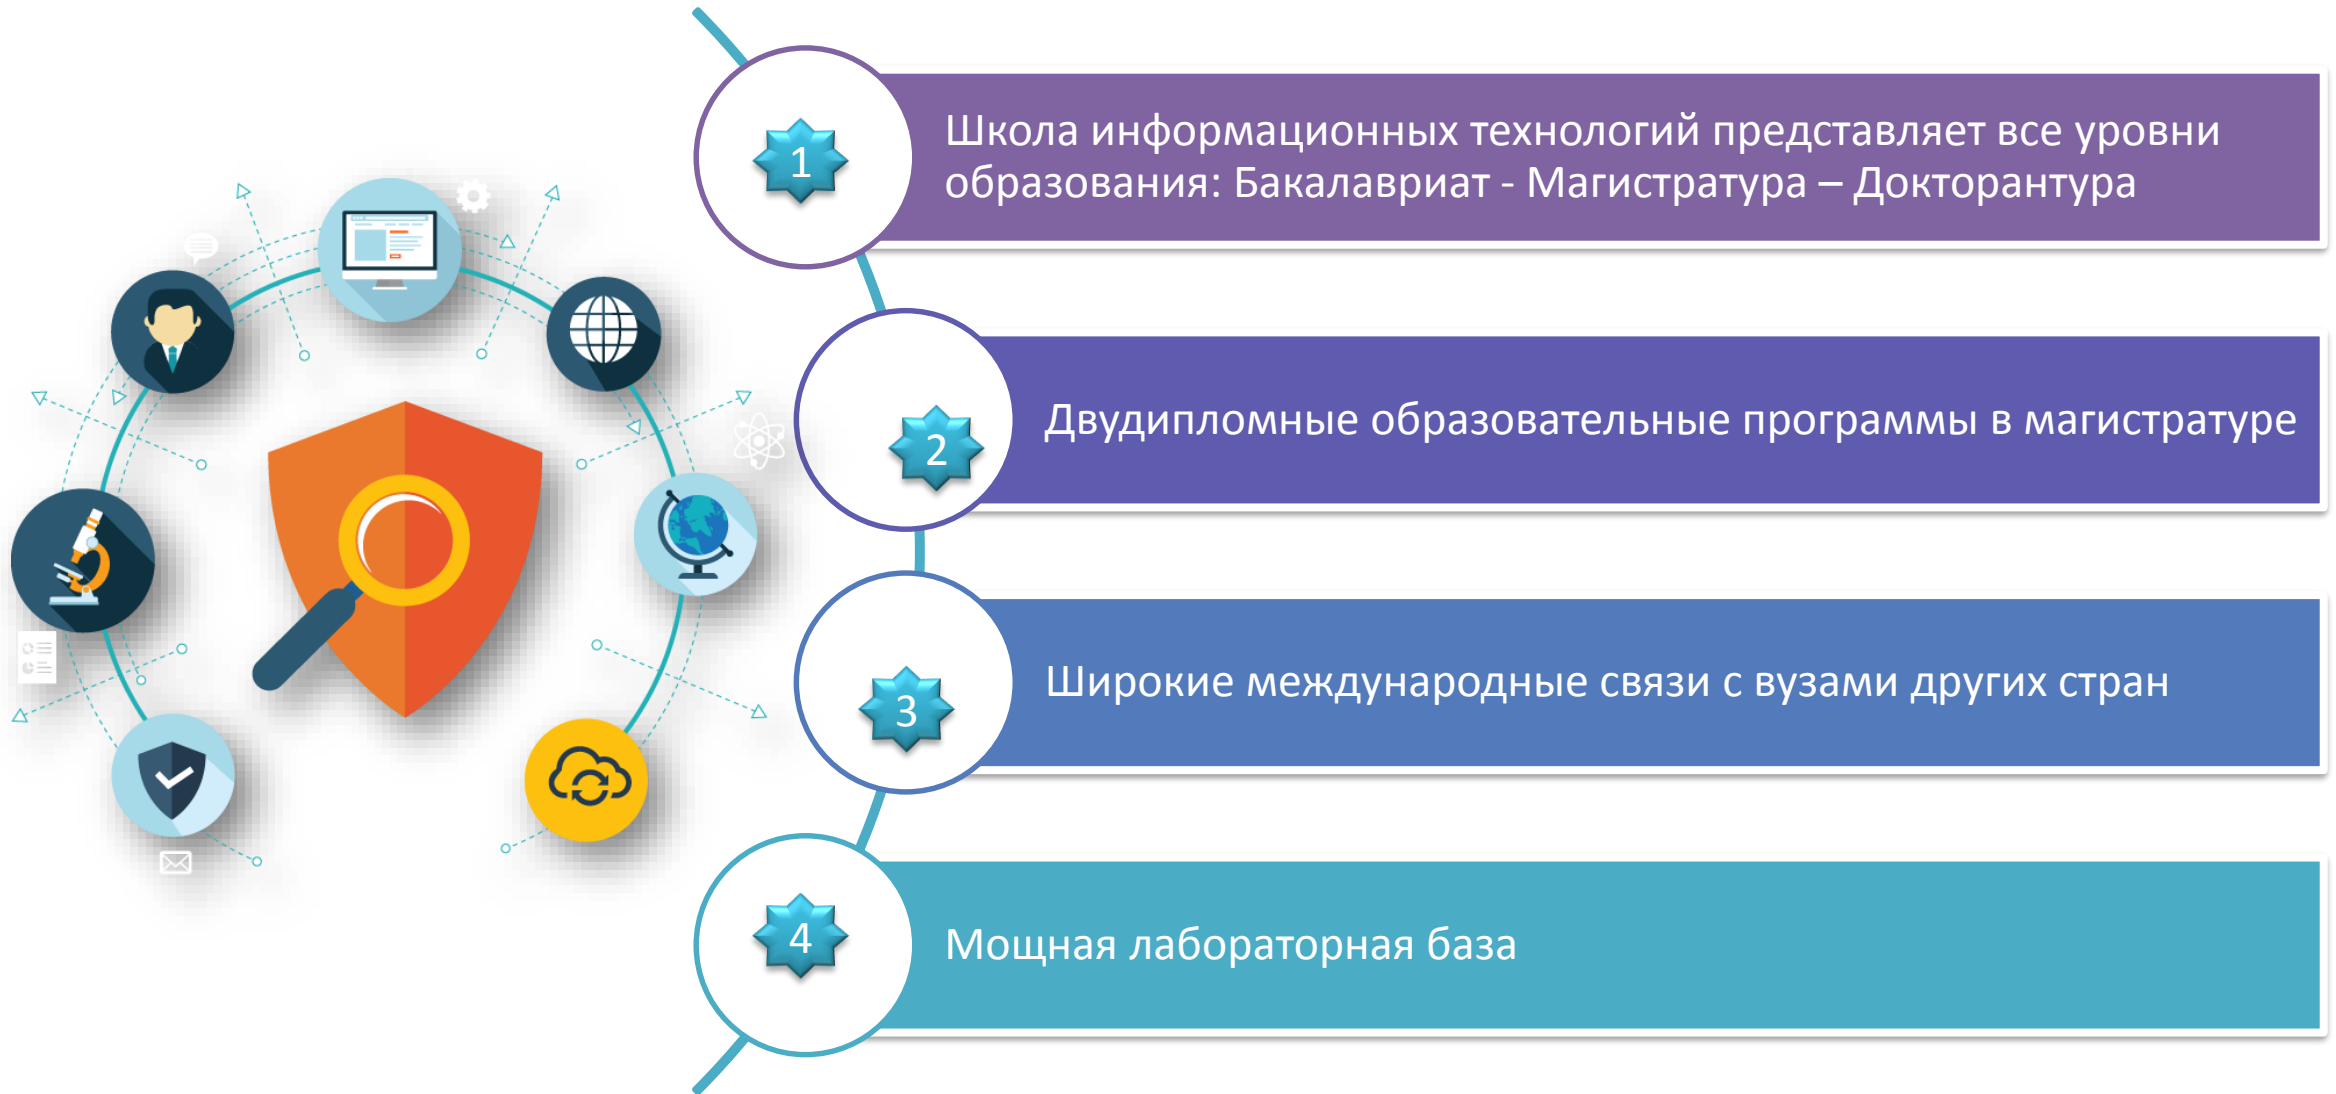 1
Школа информационных технологий представляет все уровни
образования: Бакалавриат - Магистратура – Докторантура
2
Двудипломные образовательные программы в магистратуре
3
Широкие международные связи с вузами других стран
4
Мощная лабораторная база